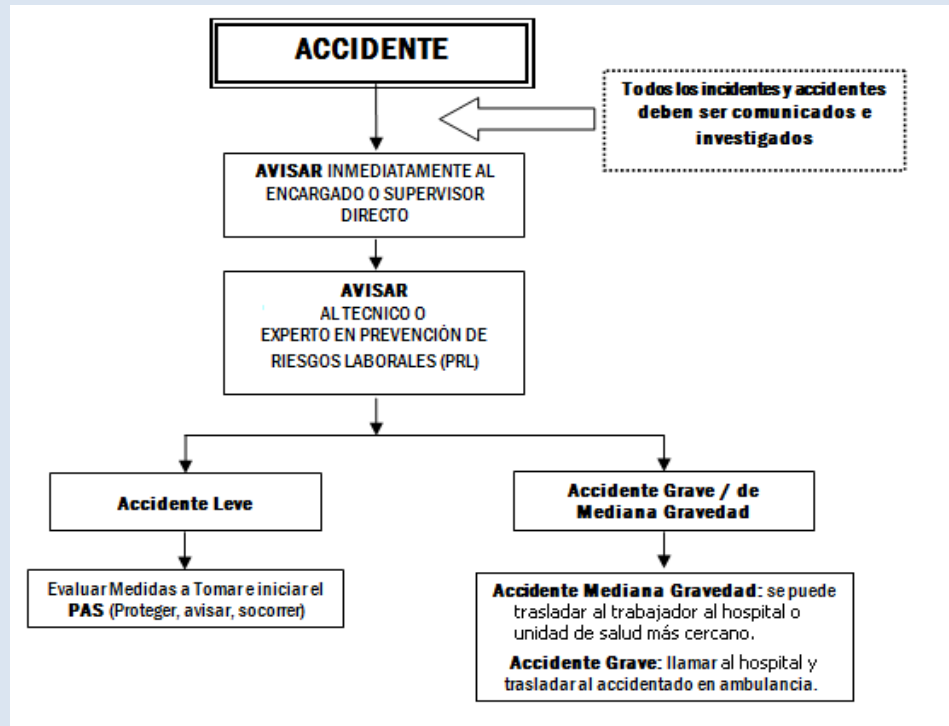 ACCIDENTE
Todos los incidentes y accidentes
deben ser comunicados e
investigados
AVISAR INMEDIATAMENTE AL
ENCARGADO O SUPERVISOR
DIRECTO
AVISAR
AL TECNICO O
EXPERTO EN PREVENCIÓN DE
RIESGOS LABORALES (PRL)
Accidente Leve
Evaluar Medidas a Tomar e iniciar el
PAS (Proteger, avisar, socorrer)
Accidente Grave / de
Mediana Gravedad
Accidente Mediana Gravedad: se puede
trasladar al trabajador al hospital o
unidad de salud más cercano.
Accidente Grave: llamar al hospital y
trasladar al accidentado en ambulancia.